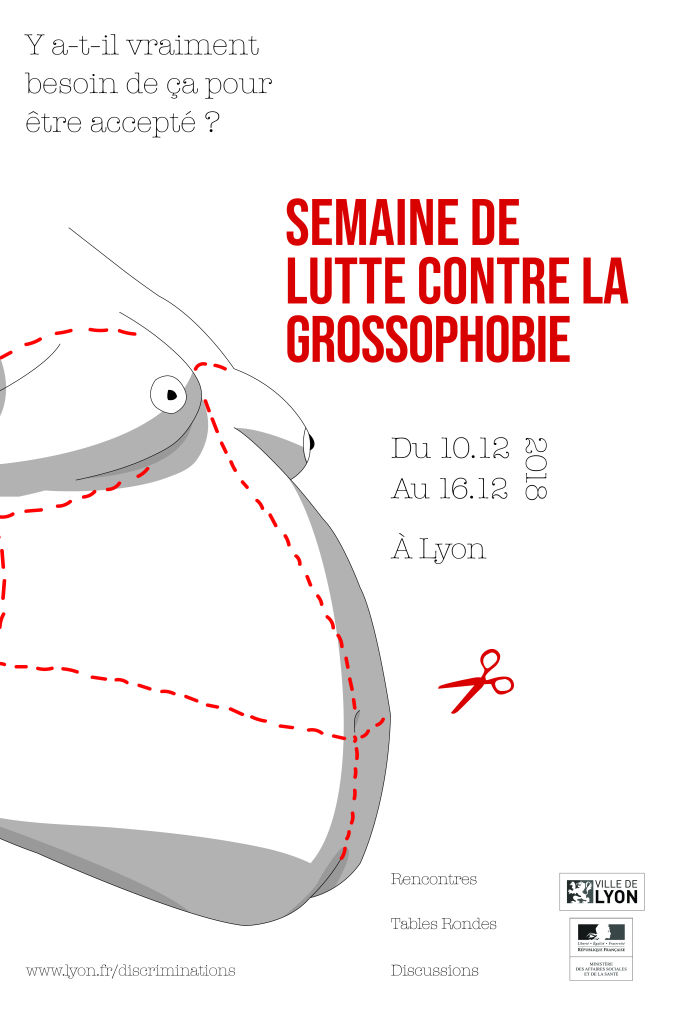 Y a-t-il vraiment
besoin de ça pour
être accepté ?
SEMAINE DE
LUTTE CONTRE LA
GROSSOPHOBIE
Du 10.12
Au 16.12
2018
À Lyon
Rencontres
Tables Rondes
Discussions
www.lyon.fr/discriminations
VILLE DE
LYON
Liberté • Égalité • Fraternité
RÉPUBLIQUE FRANÇAISE
MINISTÈRE
DES AFFAIRES SOCIALES
ET DE LA SANTÉ